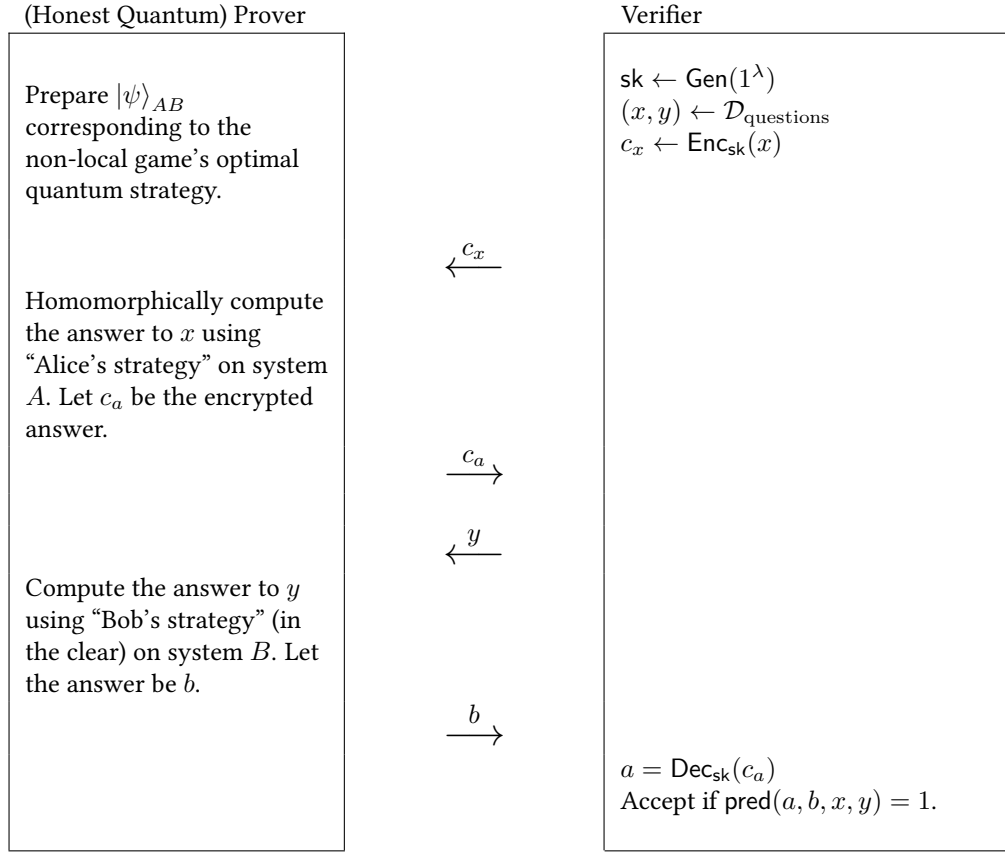 (Honest Quantum) Prover
Verifier
Prepare |ψ⟩_AB
corresponding to the
non-local game's optimal
quantum strategy.
sk ← Gen(1^λ)
(x, y) ← D_questions
c_x ← Enc_sk(x)
c_x
←
Homomorphically compute
the answer to x using
“Alice's strategy” on system
A. Let c_a be the encrypted
answer.
c_a
→
y
←
Compute the answer to y
using “Bob's strategy” (in
the clear) on system B. Let
the answer be b.
b
→
a = Dec_sk(c_a)
Accept if pred(a, b, x, y) = 1.